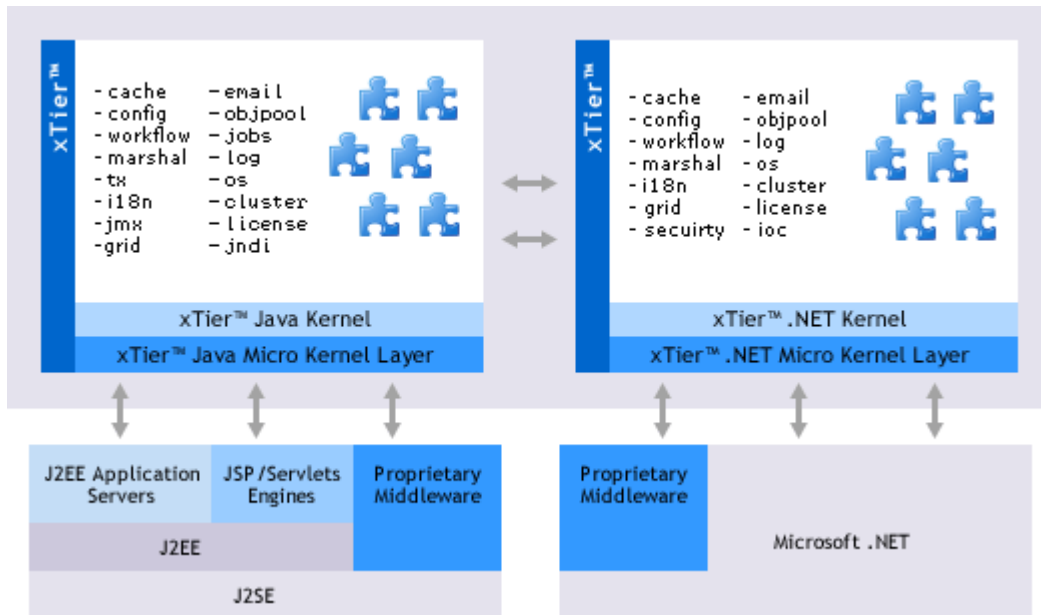 xTier™
- cache
- config
- workflow
- marshal
- tx
- i18n
- jmx
- grid
- email
- objpool
- jobs
- log
- os
- cluster
- license
- jndi
xTier™ Java Kernel
xTier™ Java Micro Kernel Layer
xTier™
- cache
- config
- workflow
- marshal
- i18n
- grid
- secuirty
- email
- objpool
- log
- os
- cluster
- license
- ioc
xTier™ .NET Kernel
xTier™ .NET Micro Kernel Layer
J2EE Application
Servers
JSP/Servlets
Engines
Proprietary
Middleware
J2EE
J2SE
Proprietary
Middleware
Microsoft .NET